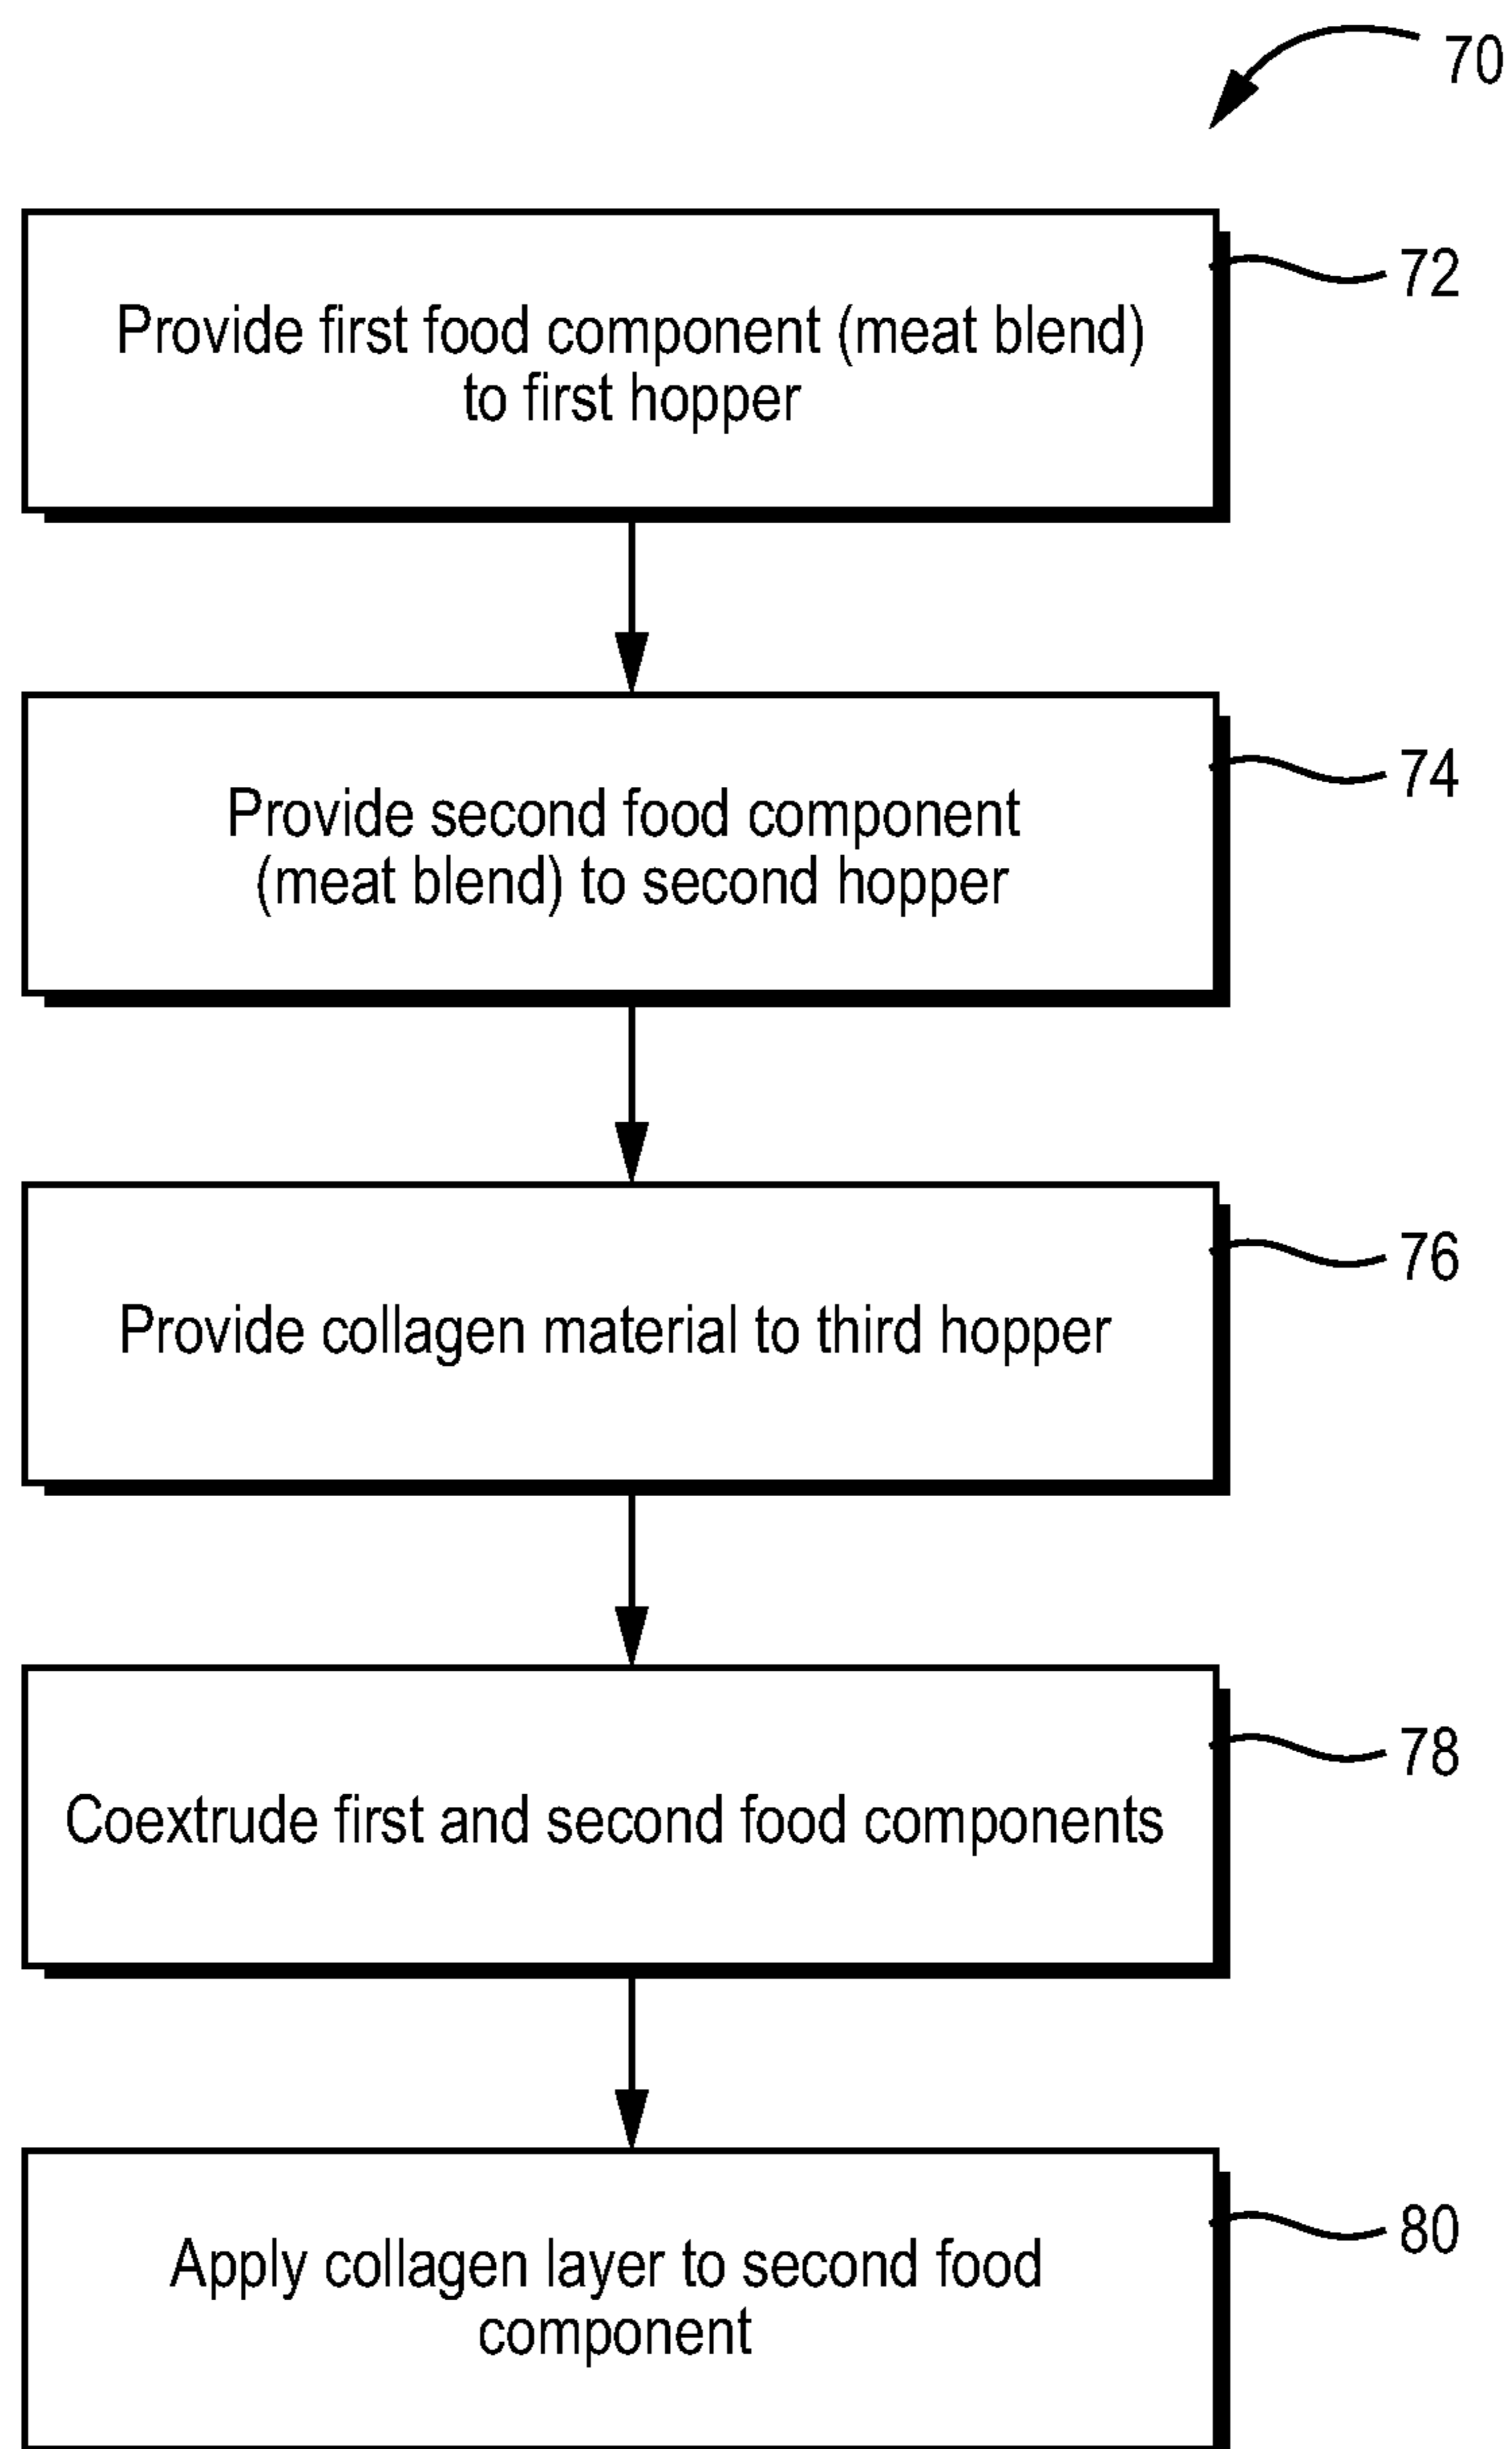 70
Provide first food component (meat blend)
to first hopper
72
Provide second food component
(meat blend) to second hopper
74
Provide collagen material to third hopper
76
Coextrude first and second food components
78
Apply collagen layer to second food
component
80